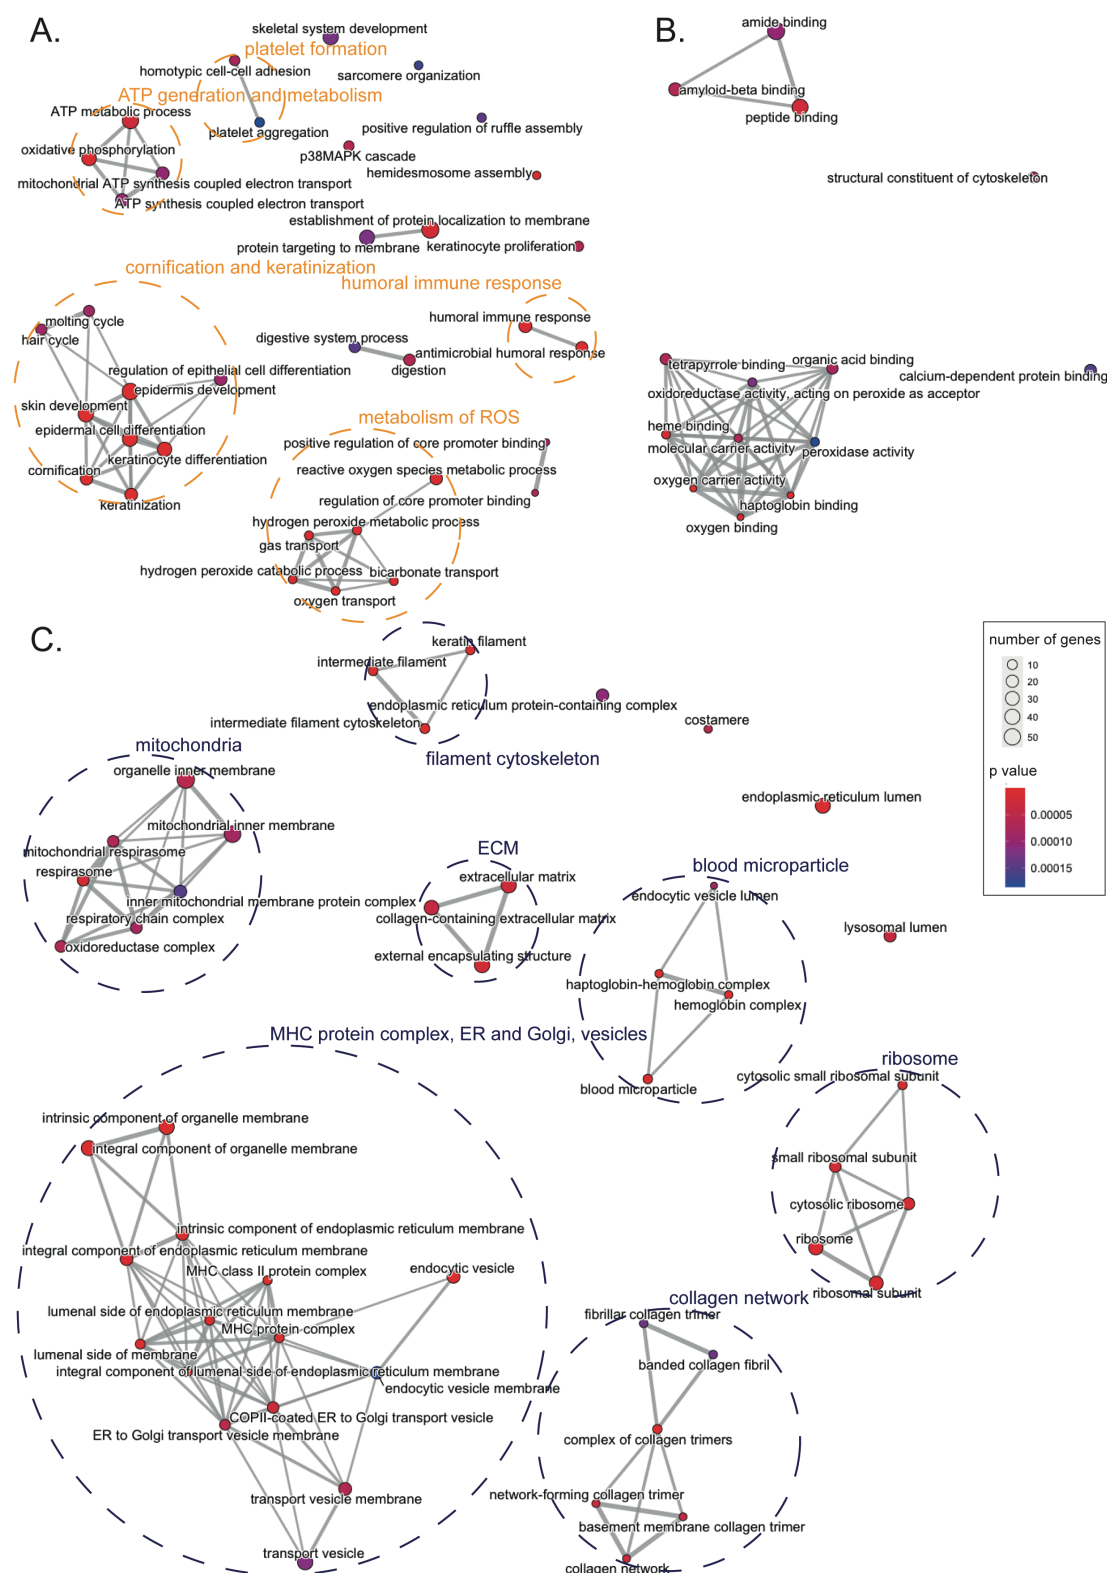 A.
skeletal system development
platelet formation
homotypic cell-cell adhesion
sarcomere organization
ATP generation and metabolism
ATP metabolic process
platelet aggregation
positive regulation of ruffle assembly
oxidative phosphorylation
p38MAPK cascade
hemidesmosome assembly
mitochondrial ATP synthesis coupled electron transport
ATP synthesis coupled electron transport
establishment of protein localization to membrane
protein targeting to membrane
keratinocyte proliferation
cornification and keratinization
humoral immune response
molting cycle
hair cycle
humoral immune response
digestive system process
antimicrobial humoral response
digestion
regulation of epithelial cell differentiation
epidermis development
skin development
epidermal cell differentiation
keratinocyte differentiation
cornification
keratinization
metabolism of ROS
positive regulation of core promoter binding
reactive oxygen species metabolic process
regulation of core promoter binding
hydrogen peroxide metabolic process
gas transport
hydrogen peroxide catabolic process
bicarbonate transport
oxygen transport
B.
amide binding
amyloid-beta binding
peptide binding
structural constituent of cytoskeleton
tetrapyrrole binding
organic acid binding
calcium-dependent protein binding
oxidoreductase activity, acting on peroxide as acceptor
heme binding
molecular carrier activity
peroxidase activity
oxygen carrier activity
haptoglobin binding
oxygen binding
C.
keratin filament
intermediate filament
endoplasmic reticulum protein-containing complex
intermediate filament cytoskeleton
costamere
filament cytoskeleton
mitochondria
organelle inner membrane
mitochondrial inner membrane
mitochondrial respirasome
respirasome
inner mitochondrial membrane protein complex
respiratory chain complex
oxidoreductase complex
endoplasmic reticulum lumen
ECM
extracellular matrix
collagen-containing extracellular matrix
external encapsulating structure
blood microparticle
endocytic vesicle lumen
lysosomal lumen
haptoglobin-hemoglobin complex
hemoglobin complex
blood microparticle
MHC protein complex, ER and Golgi, vesicles
intrinsic component of organelle membrane
integral component of organelle membrane
intrinsic component of endoplasmic reticulum membrane
integral component of endoplasmic reticulum membrane
MHC class II protein complex
endocytic vesicle
lumenal side of endoplasmic reticulum membrane
MHC protein complex
lumenal side of membrane
integral component of lumenal side of endoplasmic reticulum membrane
endocytic vesicle membrane
COPII-coated ER to Golgi transport vesicle
ER to Golgi transport vesicle membrane
transport vesicle membrane
transport vesicle
ribosome
cytosolic small ribosomal subunit
small ribosomal subunit
cytosolic ribosome
ribosome
ribosomal subunit
collagen network
fibrillar collagen trimer
banded collagen fibril
complex of collagen trimers
network-forming collagen trimer
basement membrane collagen trimer
collagen network
number of genes
10
20
30
40
50
p value
0.00005
0.00010
0.00015